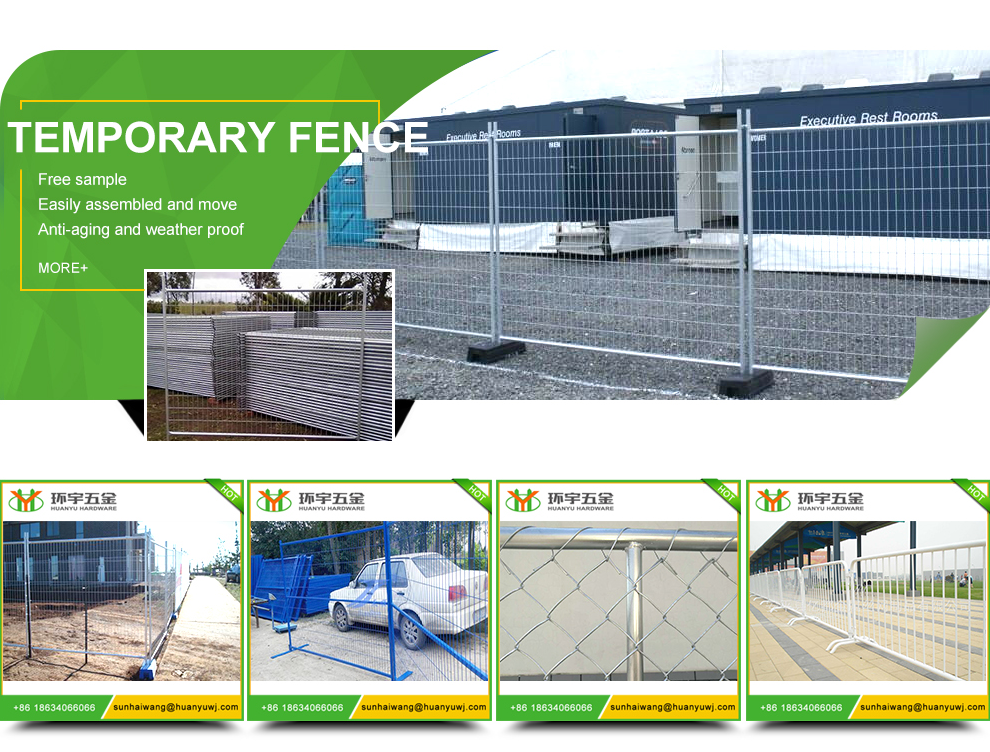 TEMPORARY FENCE
Free sample
Easily assembled and move
Anti-aging and weather proof
MORE+
Executive Rest Rooms
MEN
Executive Rest Rooms
WOMEN
HOT
环宇五金
HUANYU HARDWARE
+86 18634066066
sunhaiwang@huanyuwj.com
HOT
环宇五金
HUANYU HARDWARE
+86 18634066066
sunhaiwang@huanyuwj.com
HOT
环宇五金
HUANYU HARDWARE
+86 18634066066
sunhaiwang@huanyuwj.com
HOT
环宇五金
HUANYU HARDWARE
+86 18634066066
sunhaiwang@huanyuwj.com